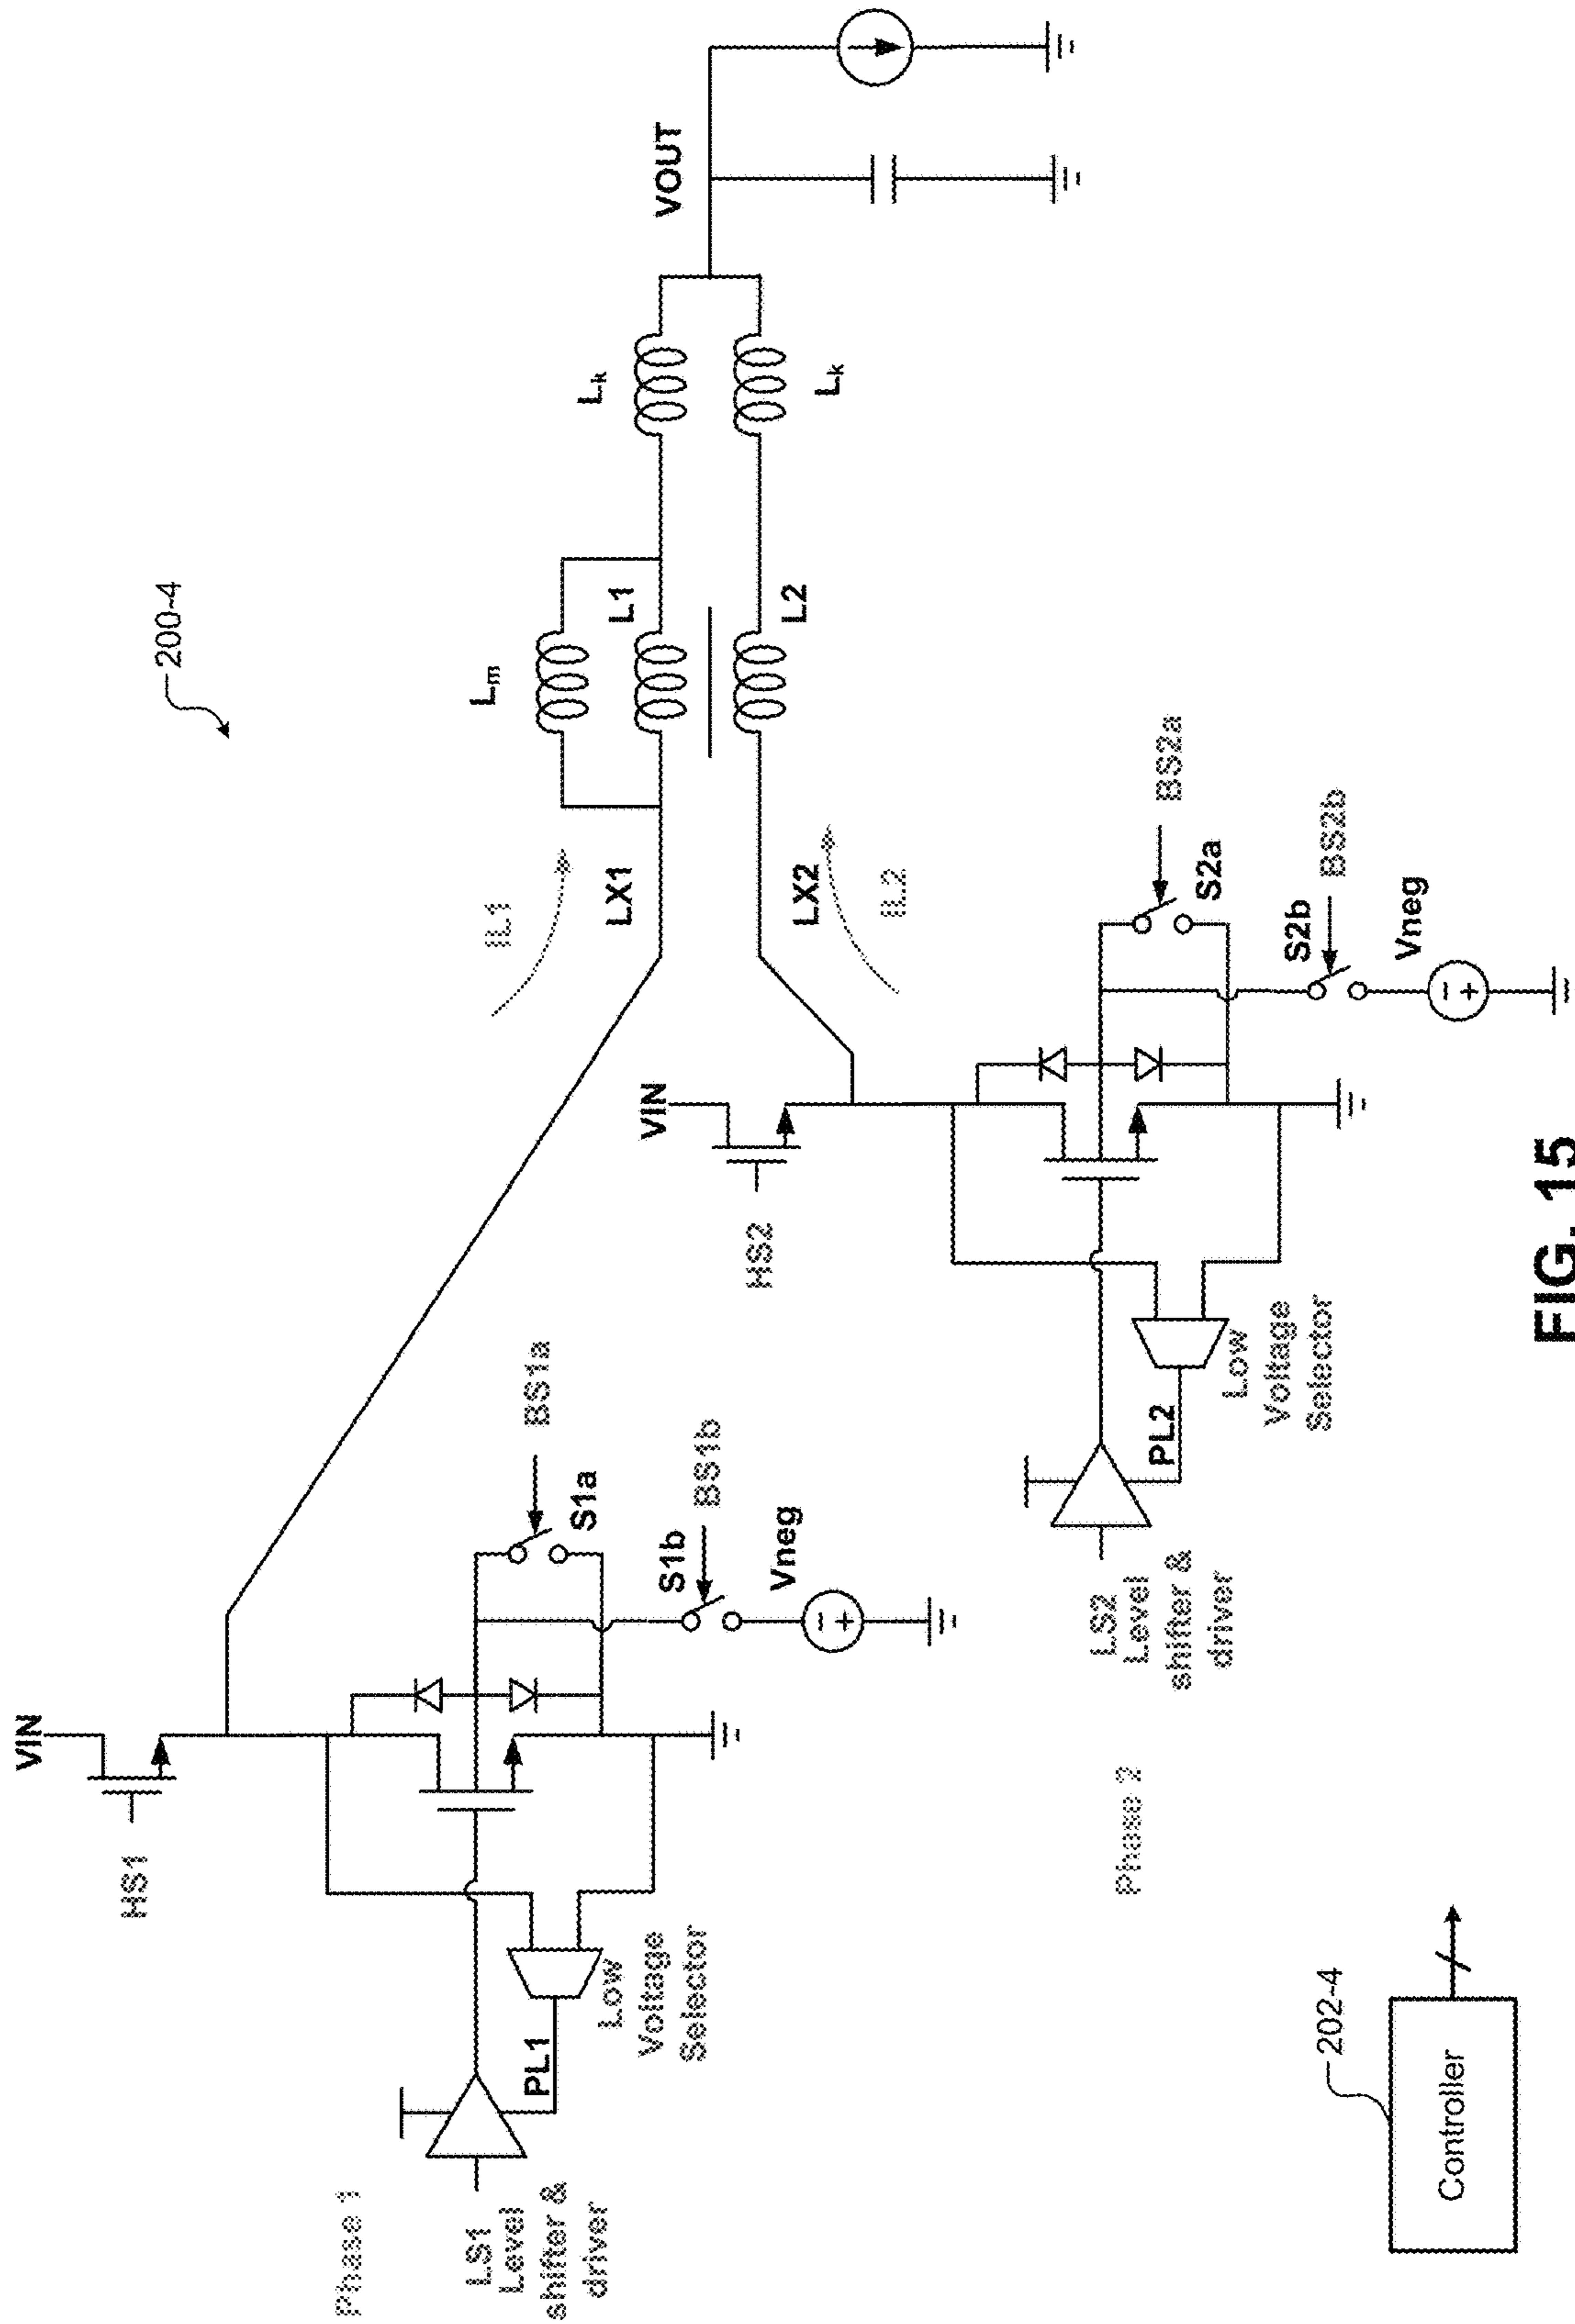 200-4
VIN
HS1
Phase 1
LS1
Level
shifter &
driver
PL1
Low
Voltage
Selector
BS1a
S1a
S1b
BS1b
Vneg
IL1
LX1
Lm
L1
Lk
VOUT
L2
Lk
LX2
IL2
VIN
HS2
Phase 2
LS2
Level
shifter &
driver
PL2
Low
Voltage
Selector
BS2a
S2a
S2b
BS2b
Vneg
202-4
Controller
FIG. 15